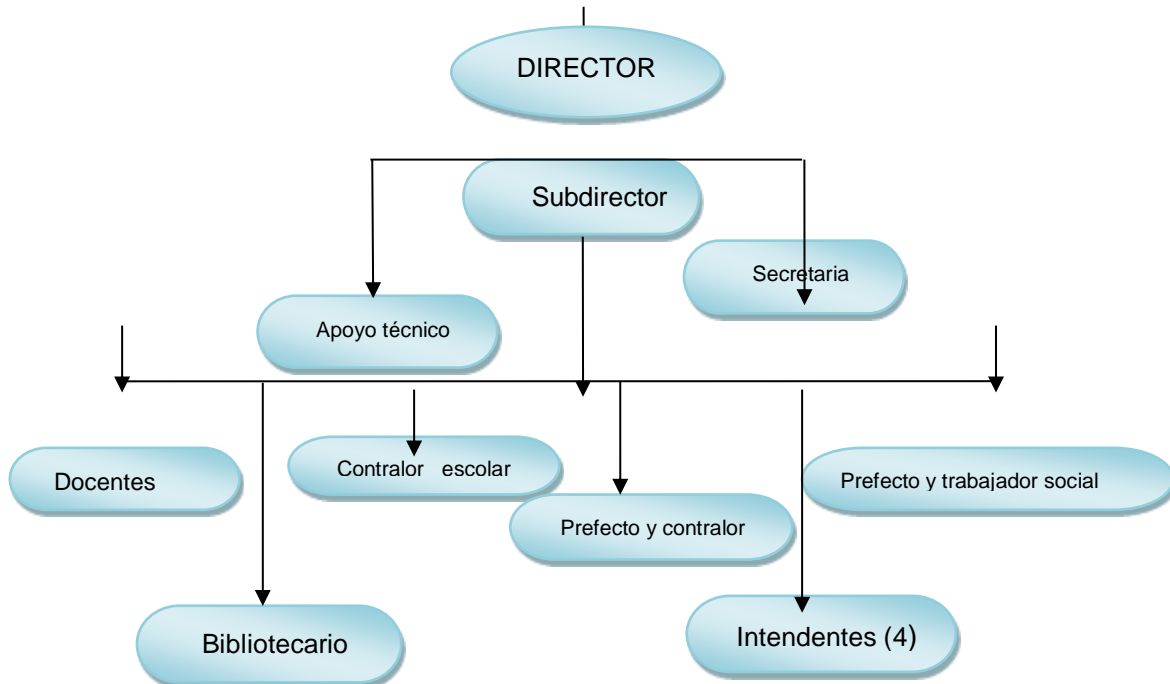 DIRECTOR
Subdirector
Secretaria
Apoyo técnico
Docentes
Contralor escolar
Prefecto y contralor
Prefecto y trabajador social
Bibliotecario
Intendentes (4)